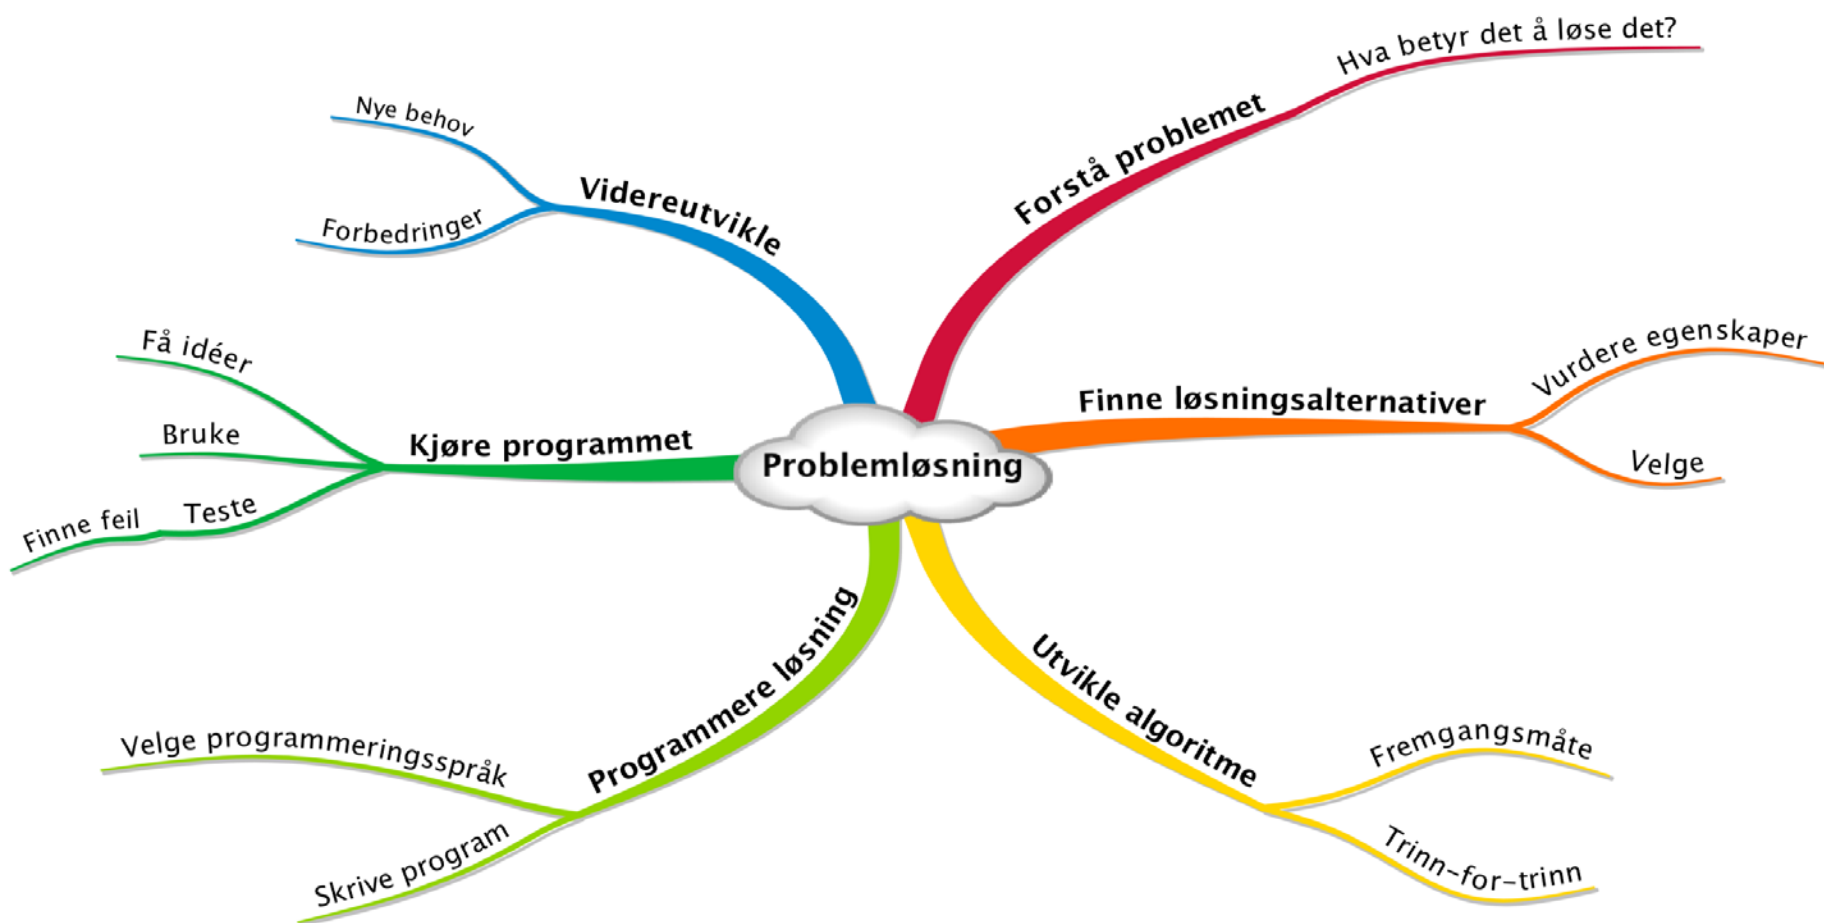 Problemløsning
Forstå problemet
Hva betyr det å løse det?
Finne løsningsalternativer
Vurdere egenskaper
Velge
Utvikle algoritme
Fremgangsmåte
Trinn-for-trinn
Programmere løsning
Velge programmeringsspråk
Skrive program
Kjøre programmet
Få idéer
Bruke
Teste
Finne feil
Videreutvikle
Nye behov
Forbedringer